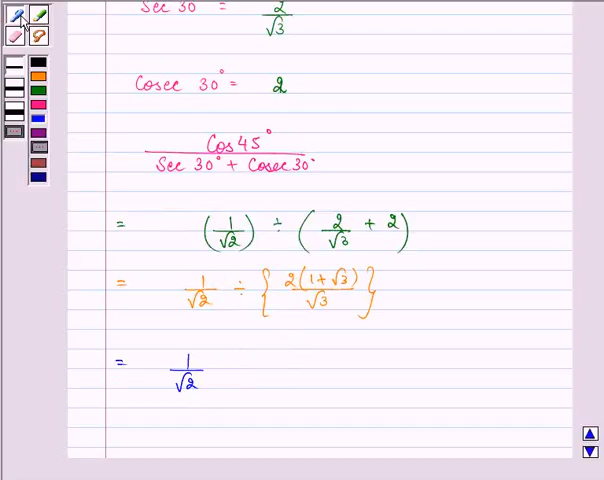 Sec 30° = 2/√3
Cosec 30° = 2
Cos 45° / Sec 30° + Cosec 30°
= (1/√2) ÷ (2/√3 + 2)
= 1/√2 ÷ {2(1+√3)/√3}
= 1/√2